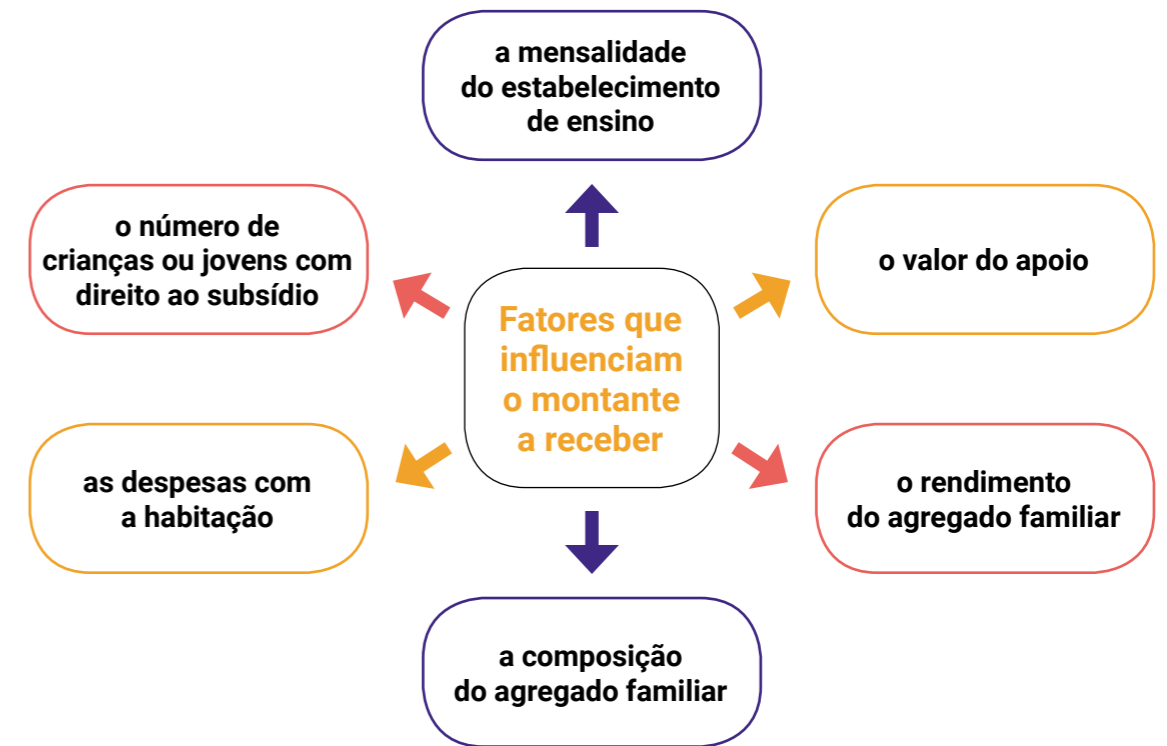 a mensalidade
do estabelecimento
de ensino
o número de
crianças ou jovens com
direito ao subsídio
o valor do apoio
Fatores que
influenciam
o montante
a receber
as despesas com
a habitação
o rendimento
do agregado familiar
a composição
do agregado familiar